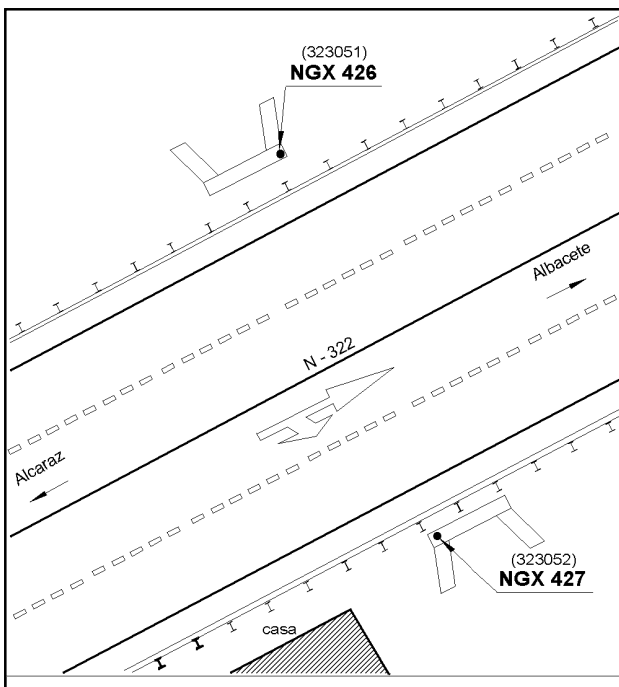 (323051)
NGX 426
Albacete
N - 322
Alcaraz
(323052)
NGX 427
casa